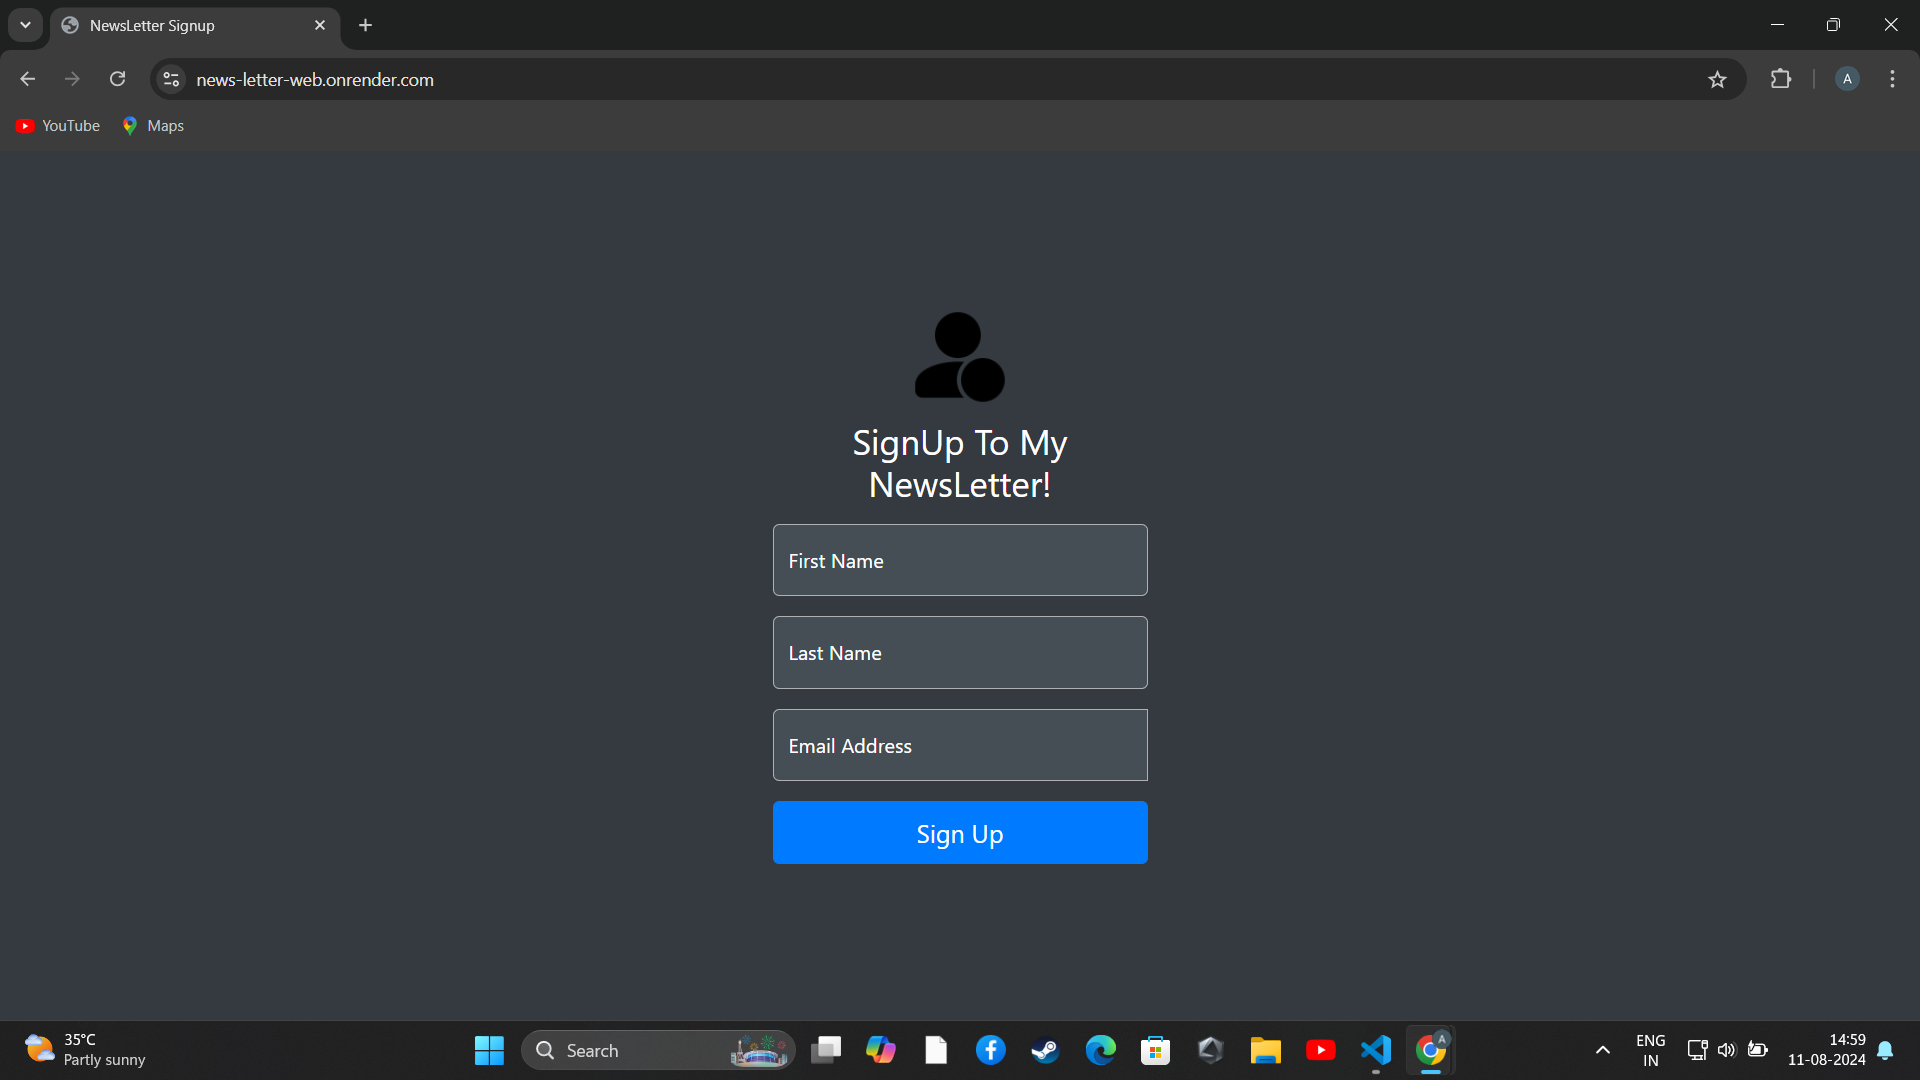 NewsLetter Signup
news-letter-web.onrender.com
A
YouTube
Maps
SignUp To My
NewsLetter!
First Name
Last Name
Email Address
Sign Up
35°C
Partly sunny
Search
A
ENG
IN
14:59
11-08-2024